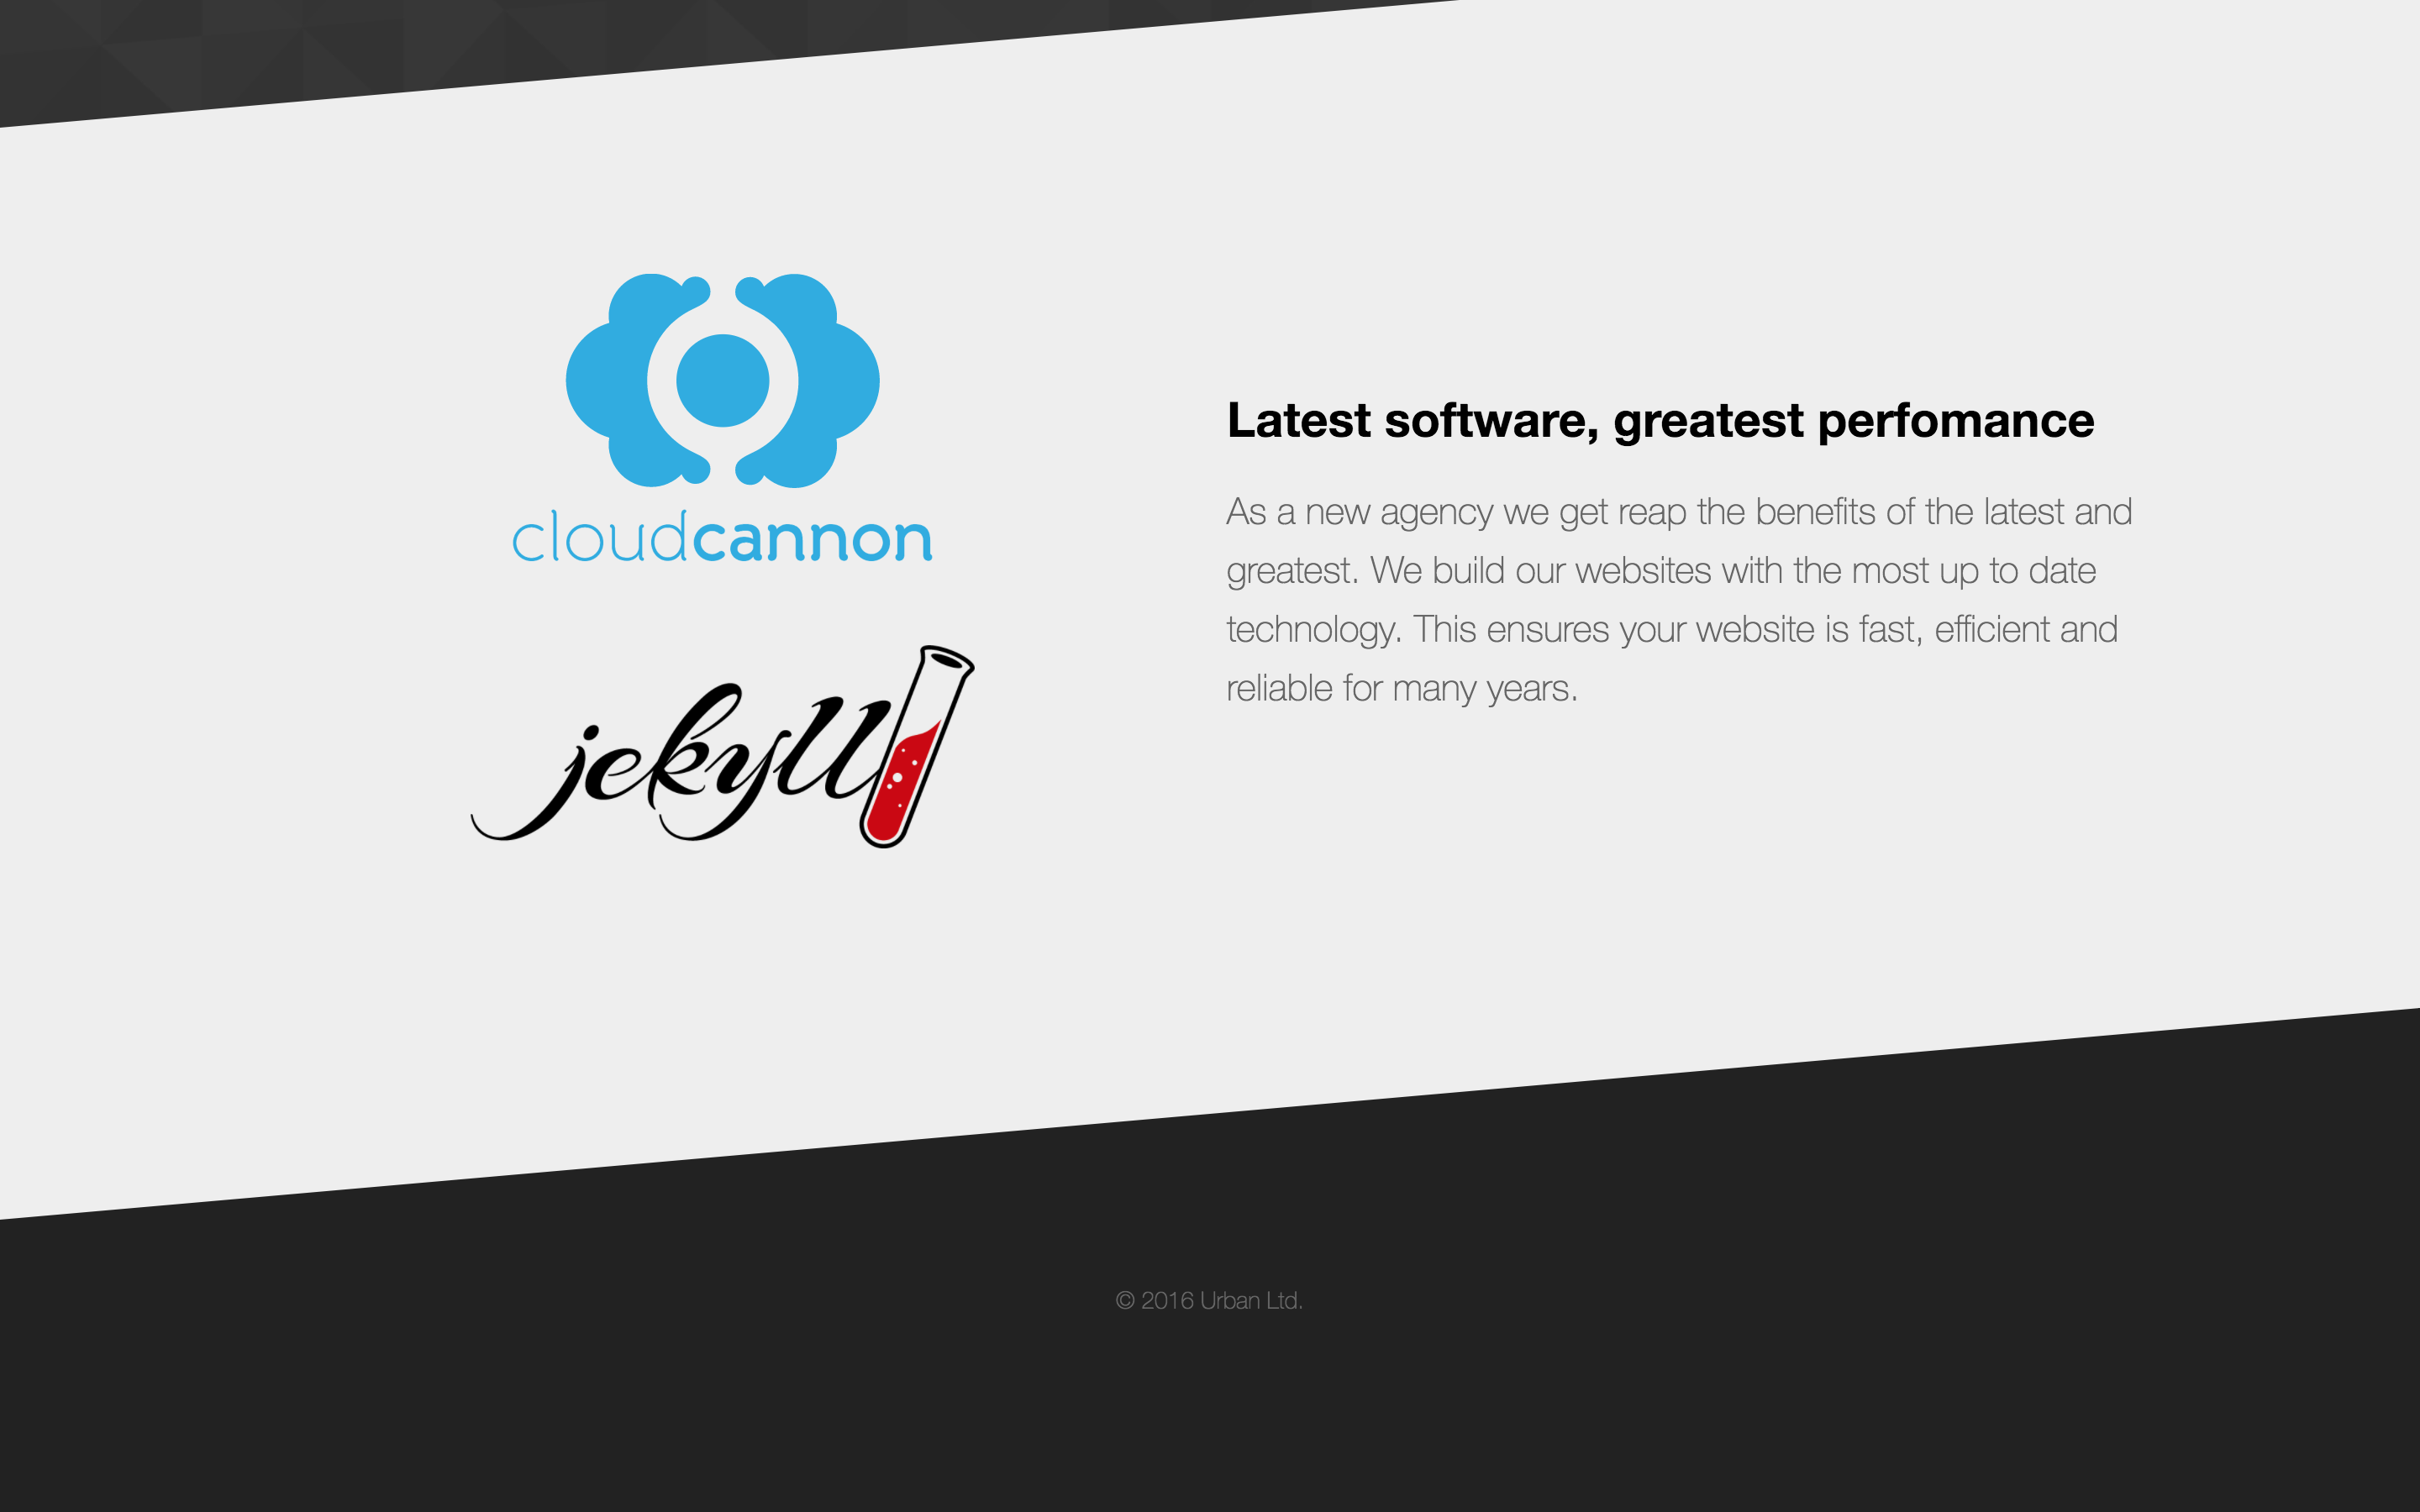 cloudcannon
jekyll
Latest software, greatest perfomance
As a new agency we get reap the benefits of the latest and
greatest. We build our websites with the most up to date
technology. This ensures your website is fast, efficient and
reliable for many years.
© 2016 Urban Ltd.